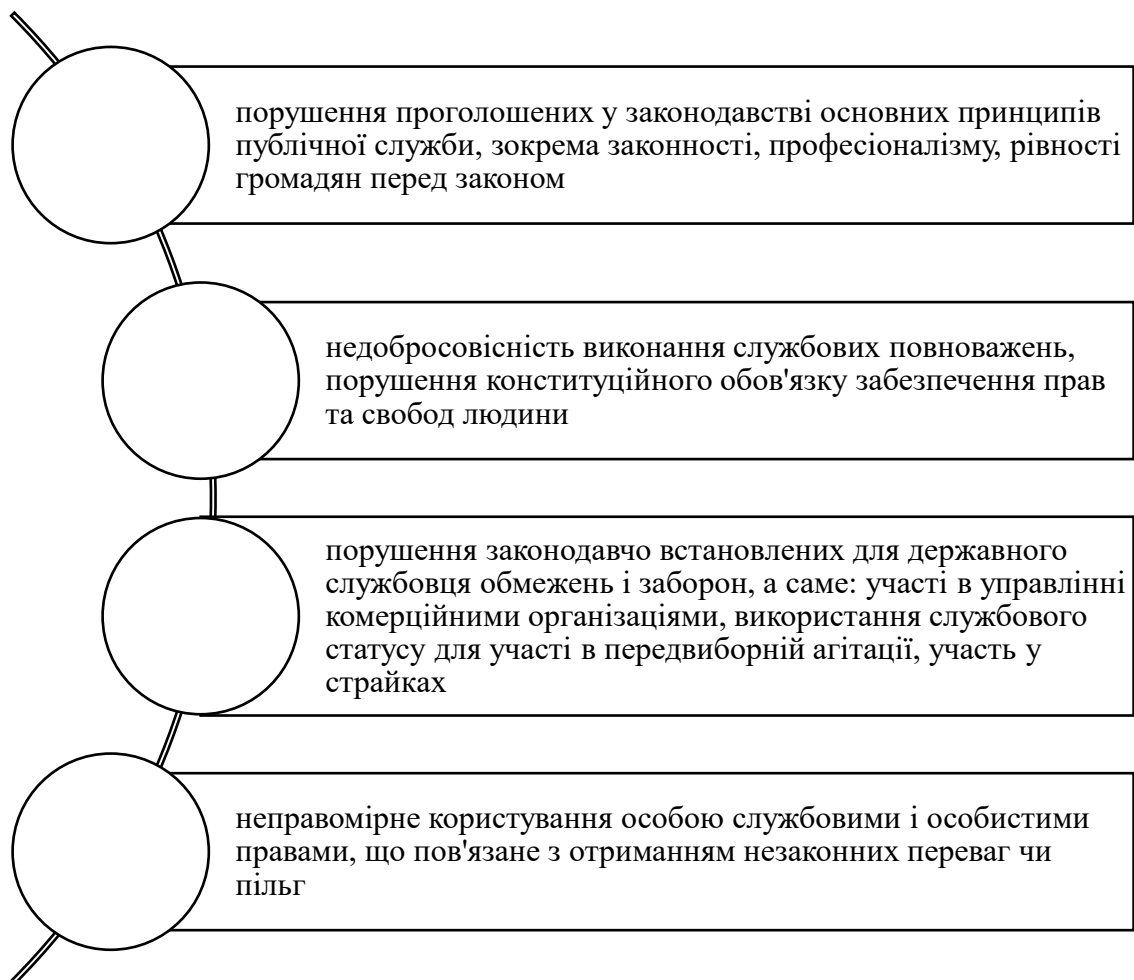 порушення проголошених у законодавстві основних принципів
публічної служби, зокрема законності, професіоналізму, рівності
громадян перед законом
недобросовісність виконання службових повноважень,
порушення конституційного обов'язку забезпечення прав
та свобод людини
порушення законодавчо встановлених для державного
службовця обмежень і заборон, а саме: участі в управлінні
комерційними організаціями, використання службового
статусу для участі в передвиборній агітації, участь у
страйках
неправомірне користування особою службовими і особистими
правами, що пов'язане з отриманням незаконних переваг чи
пільг